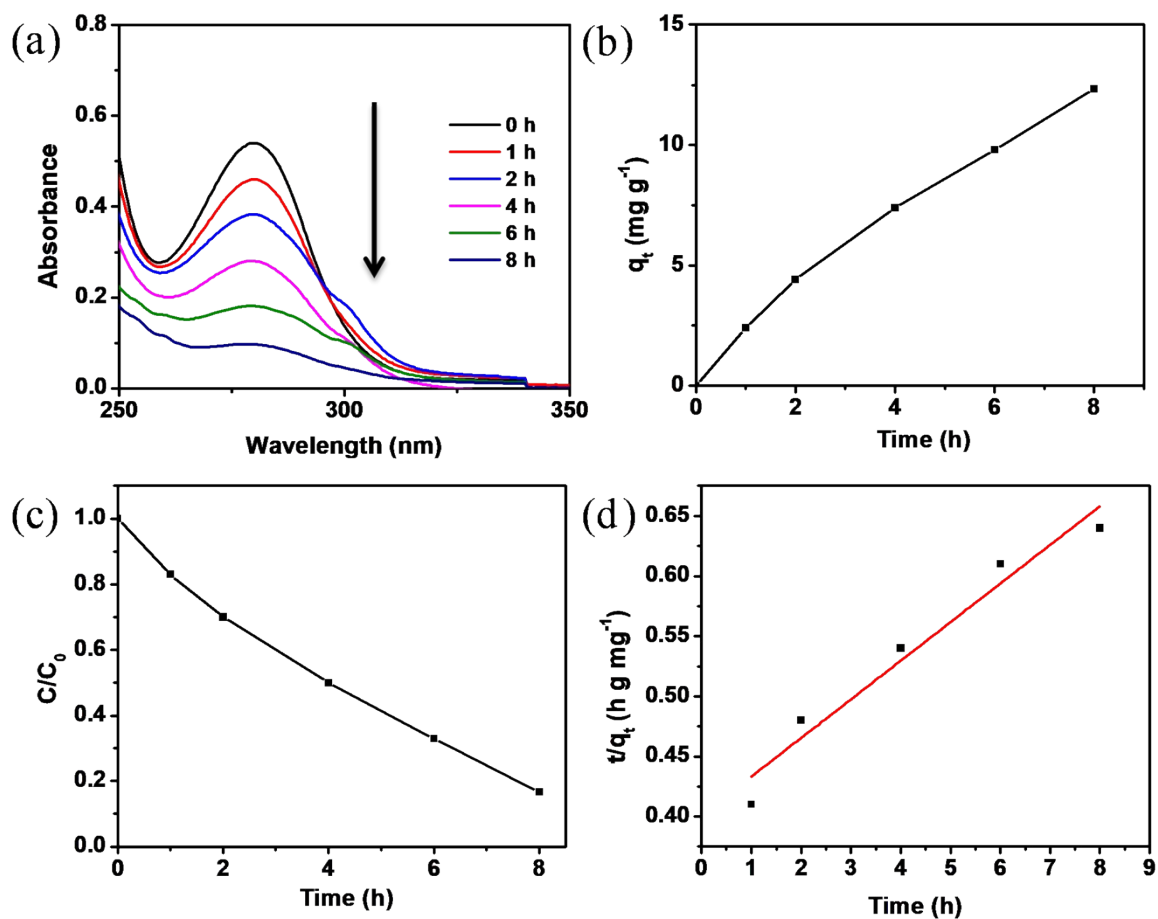 (a)
0.8
0.6
0.4
0.2
0.0
Absorbance
0 h
1 h
2 h
4 h
6 h
8 h
250
300
350
Wavelength (nm)
(b)
15
10
5
0
qₜ (mg g⁻¹)
0
2
4
6
8
Time (h)
(c)
1.0
0.8
0.6
0.4
0.2
0.0
C/C₀
0
2
4
6
8
Time (h)
(d)
0.65
0.60
0.55
0.50
0.45
0.40
t/qₜ (h g mg⁻¹)
0
1
2
3
4
5
6
7
8
9
Time (h)